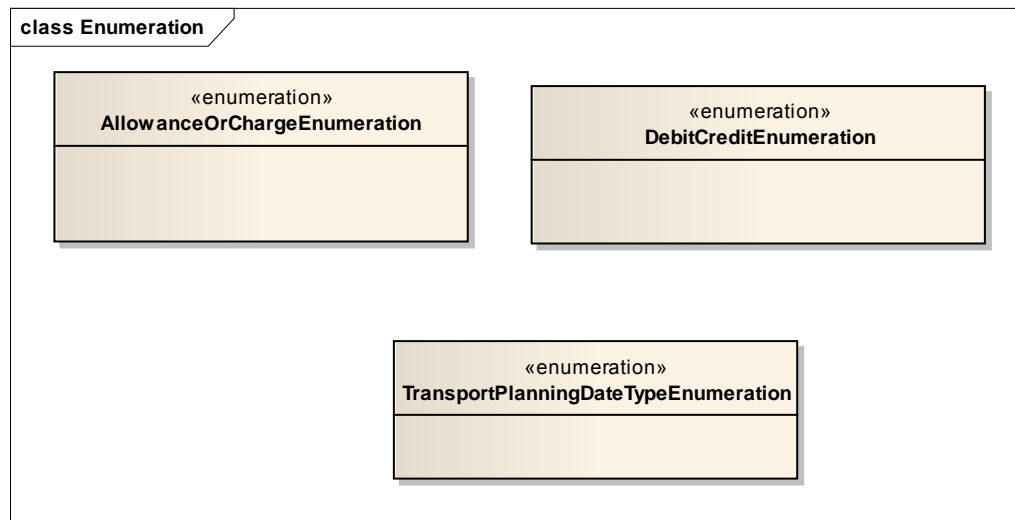 class Enumeration
«enumeration»
AllowanceOrChargeEnumeration
«enumeration»
DebitCreditEnumeration
«enumeration»
TransportPlanningDateTypeEnumeration